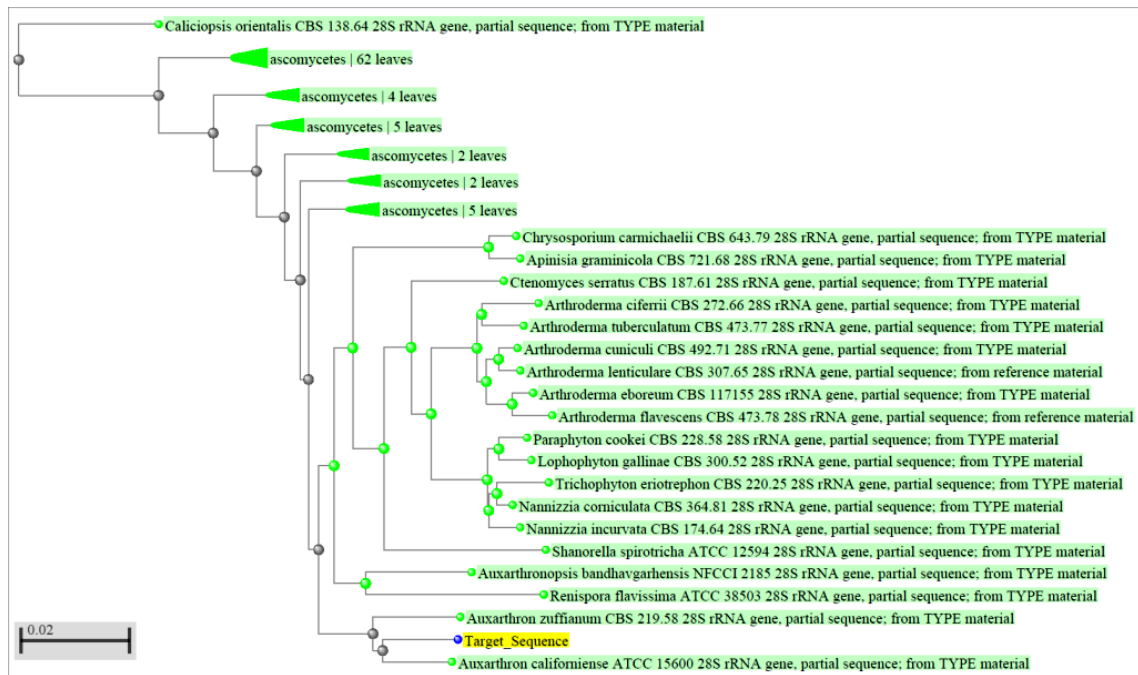 Caliciopsis orientalis CBS 138.64 28S rRNA gene, partial sequence; from TYPE material
ascomycetes | 62 leaves
ascomycetes | 4 leaves
ascomycetes | 5 leaves
ascomycetes | 2 leaves
ascomycetes | 2 leaves
ascomycetes | 5 leaves
Chrysosporium carmichaelii CBS 643.79 28S rRNA gene, partial sequence; from TYPE material
Apinisia graminicola CBS 721.68 28S rRNA gene, partial sequence; from TYPE material
Ctenomyces serratus CBS 187.61 28S rRNA gene, partial sequence; from TYPE material
Arthroderma ciferrii CBS 272.66 28S rRNA gene, partial sequence; from TYPE material
Arthroderma tuberculatum CBS 473.77 28S rRNA gene, partial sequence; from TYPE material
Arthroderma cuniculi CBS 492.71 28S rRNA gene, partial sequence; from TYPE material
Arthroderma lenticulare CBS 307.65 28S rRNA gene, partial sequence; from reference material
Arthroderma eboreum CBS 117155 28S rRNA gene, partial sequence; from TYPE material
Arthroderma flavescens CBS 473.78 28S rRNA gene, partial sequence; from reference material
Paraphyton cookei CBS 228.58 28S rRNA gene, partial sequence; from TYPE material
Lophophyton gallinae CBS 300.52 28S rRNA gene, partial sequence; from TYPE material
Trichophyton eriotrephon CBS 220.25 28S rRNA gene, partial sequence; from TYPE material
Nannizzia corniculata CBS 364.81 28S rRNA gene, partial sequence; from TYPE material
Nannizzia incurvata CBS 174.64 28S rRNA gene, partial sequence; from TYPE material
Shanorella spirotricha ATCC 12594 28S rRNA gene, partial sequence; from TYPE material
Auxarthronopsis bandhavgarhensis NFCCI 2185 28S rRNA gene, partial sequence; from TYPE material
Renispora flavissima ATCC 38503 28S rRNA gene, partial sequence; from TYPE material
Auxarthron zuffianum CBS 219.58 28S rRNA gene, partial sequence; from TYPE material
0.02
Target_Sequence
Auxarthron californiense ATCC 15600 28S rRNA gene, partial sequence; from TYPE material